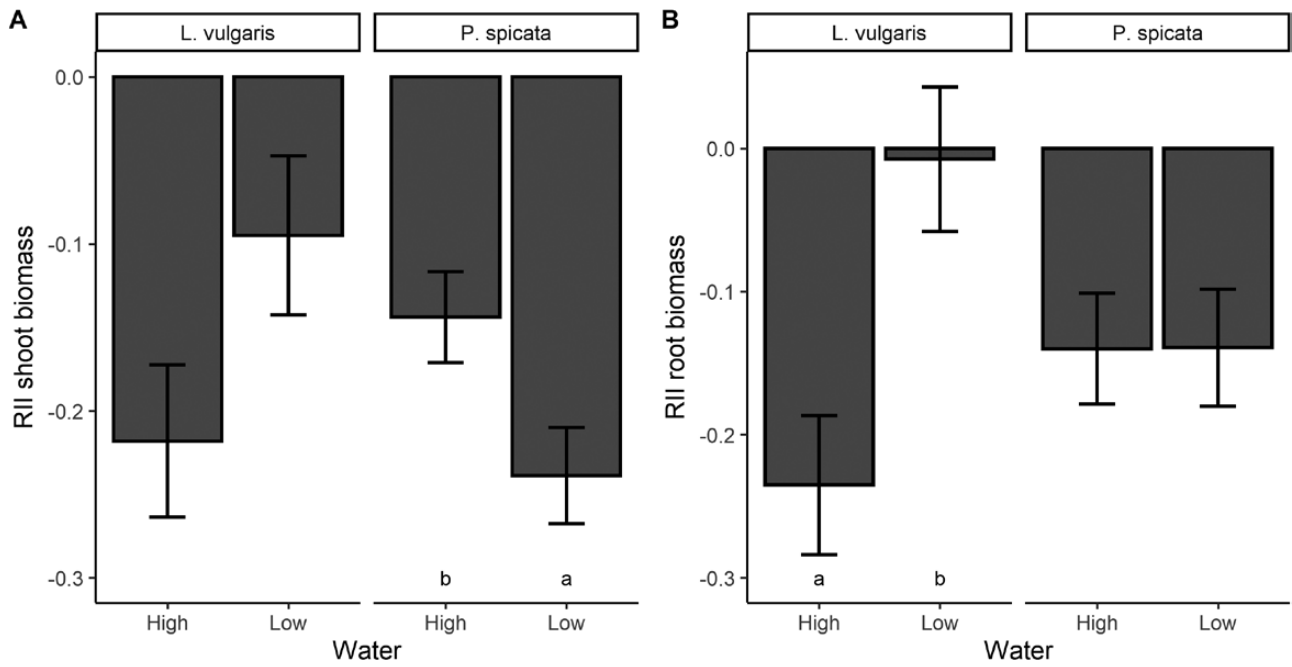 A
L. vulgaris
P. spicata
RII shoot biomass
0.0
-0.1
-0.2
-0.3
b
a
High
Low
High
Low
Water
B
L. vulgaris
P. spicata
RII root biomass
0.0
-0.1
-0.2
-0.3
a
b
High
Low
High
Low
Water